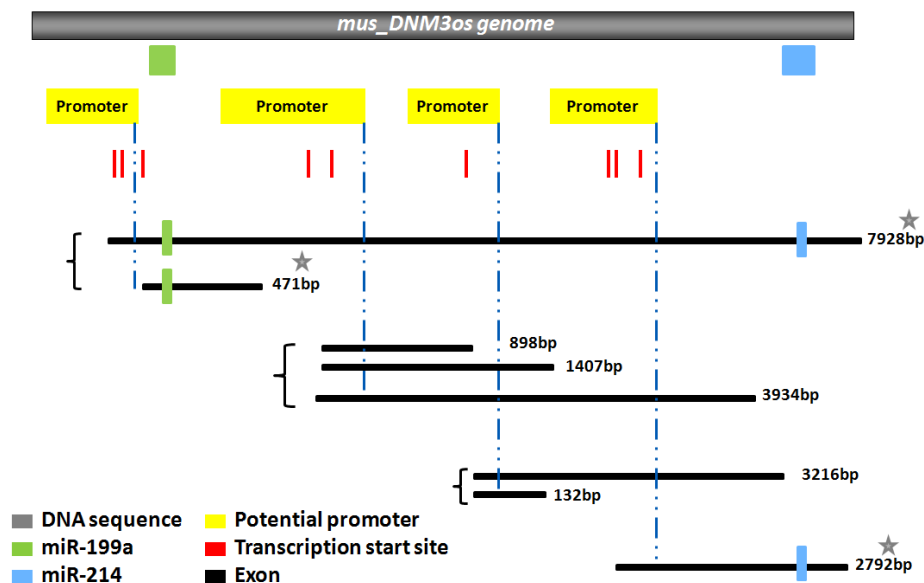 mus_DNM3os genome
Promoter Promoter Promoter Promoter
7928bp
471bp
898bp
1407bp
3934bp
3216bp
132bp
2792bp
DNA sequence
miR-199a
miR-214
Potential promoter
Transcription start site
Exon